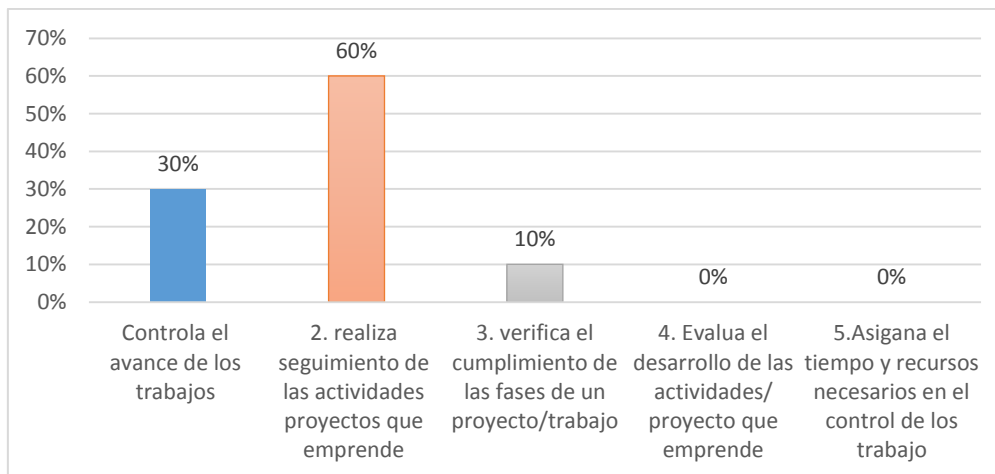 70%
60%
50%
40%
30%
20%
10%
0%
30%
60%
10%
0%
0%
Controla el
avance de los
trabajos
2. realiza
seguimiento de
las actividades
proyectos que
emprende
3. verifica el
cumplimiento de
las fases de un
proyecto/trabajo
4. Evalua el
desarrollo de las
actividades/
proyecto que
emprende
5.Asigana el
tiempo y recursos
necesarios en el
control de los
trabajo